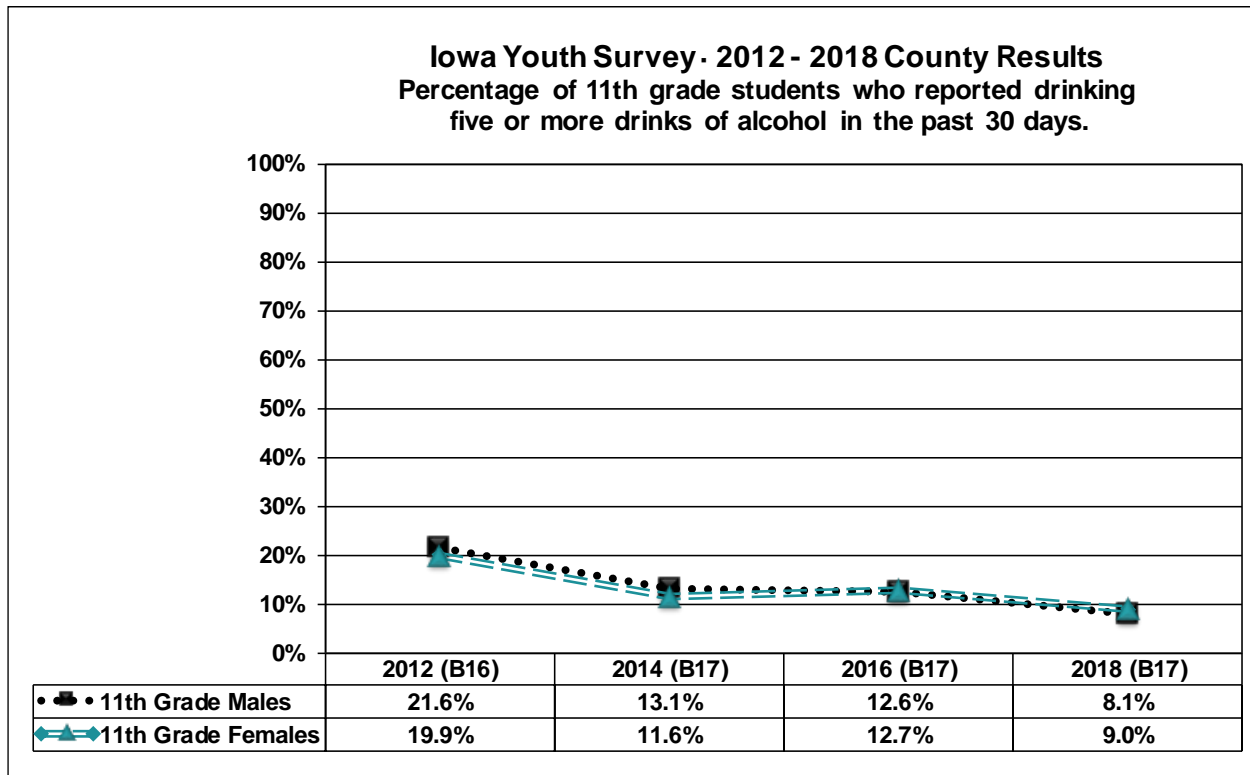 Iowa Youth Survey · 2012 - 2018 County Results
Percentage of 11th grade students who reported drinking
five or more drinks of alcohol in the past 30 days.
100%
90%
80%
70%
60%
50%
40%
30%
20%
10%
0%
2012 (B16) 2014 (B17) 2016 (B17) 2018 (B17)
11th Grade Males 21.6% 13.1% 12.6% 8.1%
11th Grade Females 19.9% 11.6% 12.7% 9.0%